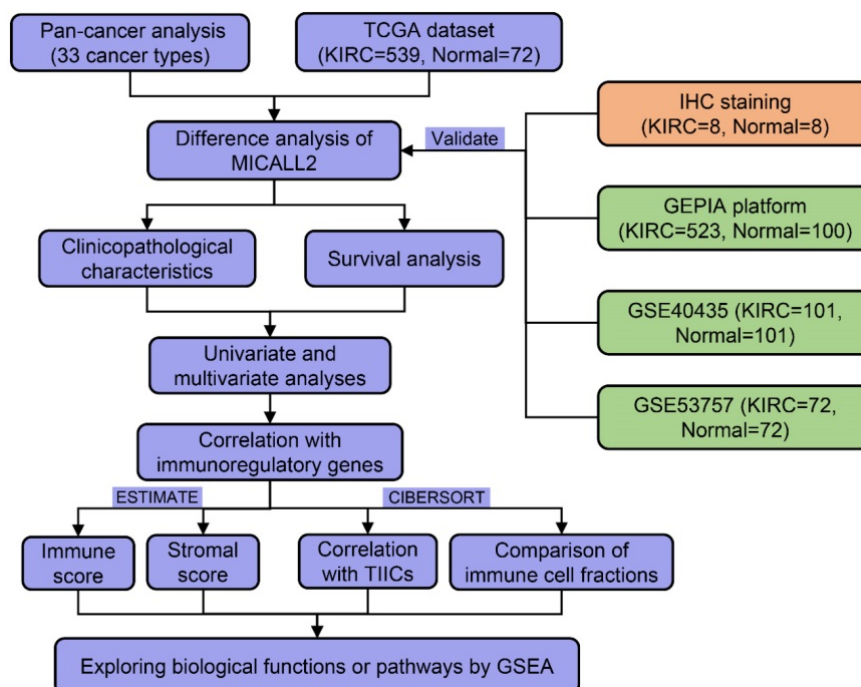 Pan-cancer analysis
(33 cancer types)
TCGA dataset
(KIRC=539, Normal=72)
IHC staining
(KIRC=8, Normal=8)
Difference analysis of
MICALL2
Validate
GEPIA platform
(KIRC=523, Normal=100)
Clinicopathological
characteristics
Survival analysis
GSE40435 (KIRC=101,
Normal=101)
Univariate and
multivariate analyses
GSE53757 (KIRC=72,
Normal=72)
Correlation with
immunoregulatory genes
ESTIMATE
CIBERSORT
Immune
score
Stromal
score
Correlation
with TIICs
Comparison of
immune cell fractions
Exploring biological functions or pathways by GSEA